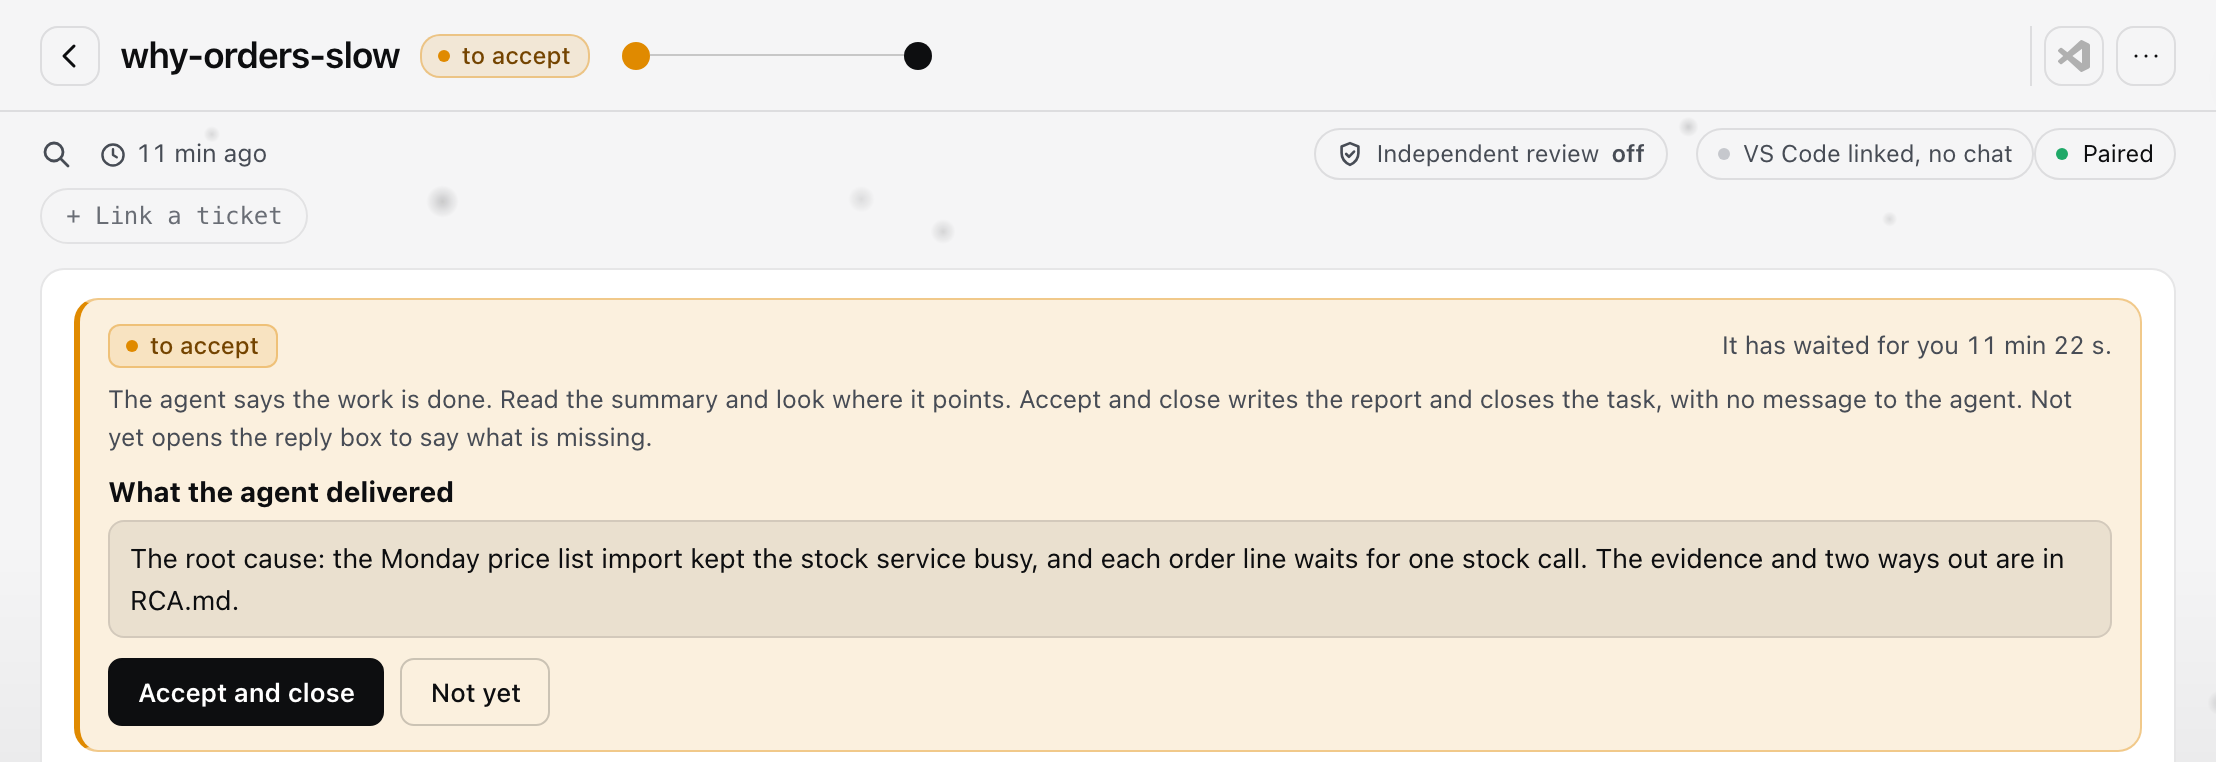 why-orders-slow
to accept
11 min ago
Independent review off
VS Code linked, no chat
Paired
+ Link a ticket
to accept
It has waited for you 11 min 22 s.
The agent says the work is done. Read the summary and look where it points. Accept and close writes the report and closes the task, with no message to the agent. Not
yet opens the reply box to say what is missing.
What the agent delivered
The root cause: the Monday price list import kept the stock service busy, and each order line waits for one stock call. The evidence and two ways out are in
RCA.md.
Accept and close
Not yet